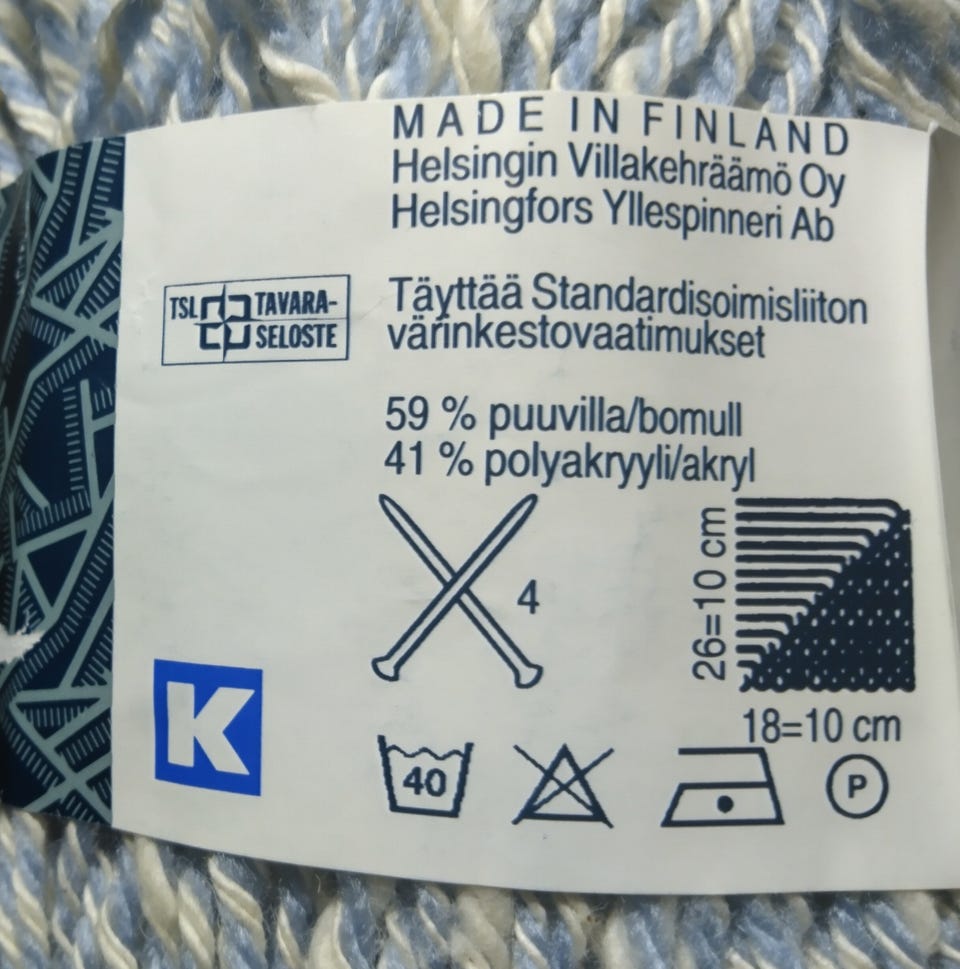 MADE IN FINLAND
Helsingin Villakehräämö Oy
Helsingfors Yllespinneri Ab
TSL TAVARA-
SELOSTE
Täyttää Standardisoimisliiton
värinkestovaatimukset
59 % puuvilla/bomull
41 % polyakryyli/akryl
4
26=10 cm
18=10 cm
K
40
P